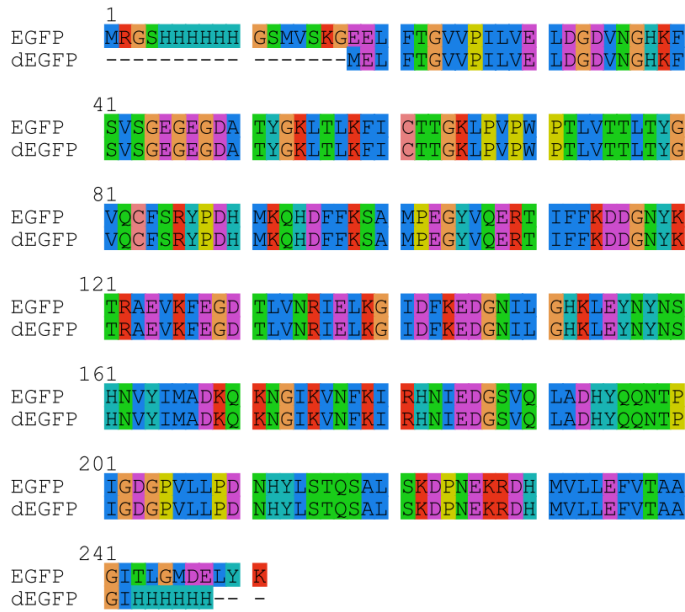 1
EGFP MRGSHHHHHH GSMVSKGEEL FTGVVPILVE LDGDVNGHKF
dEGFP ---------- -------MEL FTGVVPILVE LDGDVNGHKF
41
EGFP SVSGEGEGDA TYGKLTLKFI CTTGKLPVPW PTLVTTLTYG
dEGFP SVSGEGEGDA TYGKLTLKFI CTTGKLPVPW PTLVTTLTYG
81
EGFP VQCFSRYPDH MKQHDFFKSA MPEGYVQERT IFFKDDGNYK
dEGFP VQCFSRYPDH MKQHDFFKSA MPEGYVQERT IFFKDDGNYK
121
EGFP TRAEVKFEGD TLVNRIELKG IDFKEDGNIL GHKLEYNYNS
dEGFP TRAEVKFEGD TLVNRIELKG IDFKEDGNIL GHKLEYNYNS
161
EGFP HNVYIMADKQ KNGIKVNFKI RHNIEDGSVQ LADHYQQNTP
dEGFP HNVYIMADKQ KNGIKVNFKI RHNIEDGSVQ LADHYQQNTP
201
EGFP IGDGPVLLPD NHYLSTQSAL SKDPNEKRDH MVLLEFVTAA
dEGFP IGDGPVLLPD NHYLSTQSAL SKDPNEKRDH MVLLEFVTAA
241
EGFP GITLGMDELY K
dEGFP GIHHHHHH-- -